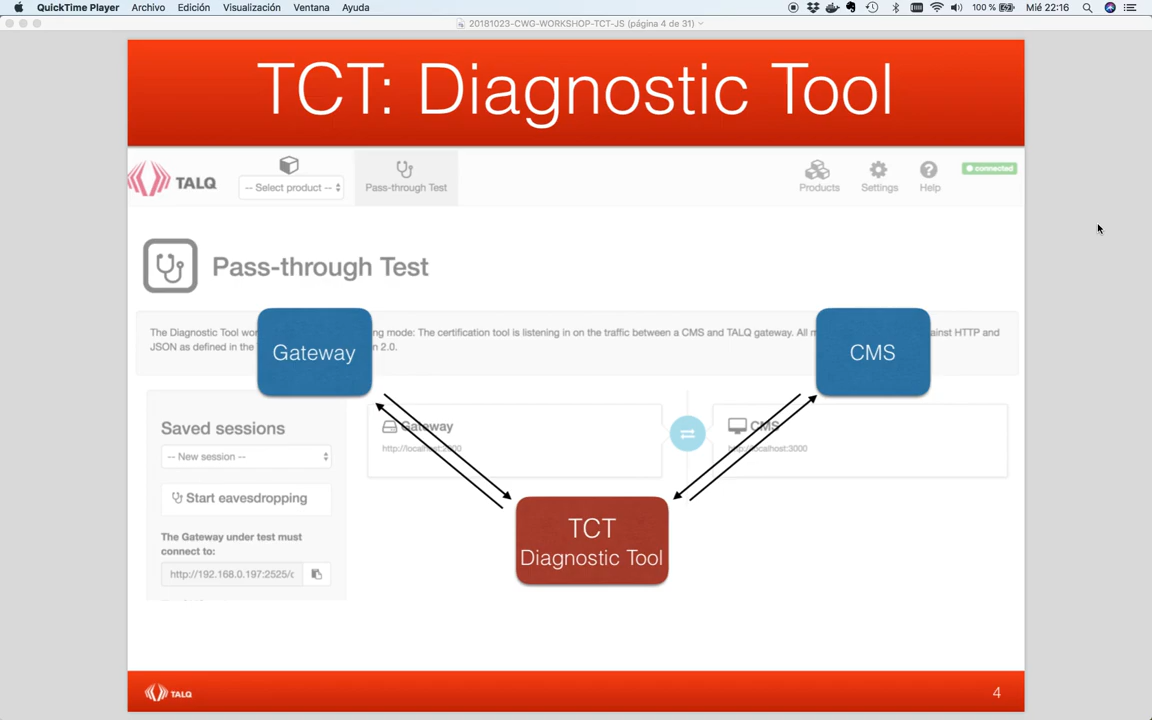 QuickTime Player Archivo Edición Visualización Ventana Ayuda 100 % Mié 22:16
20181023-CWG-WORKSHOP-TCT-JS (página 4 de 31)
TCT: Diagnostic Tool
TALQ
-- Select product --
Pass-through Test
Products
Settings
Help
connected
Pass-through Test
The Diagnostic Tool wor
ng mode: The certification tool is listening in on the traffic between a CMS and TALQ gateway. All
ainst HTTP and
JSON as defined in the
n 2.0.
Gateway
CMS
Saved sessions
-- New session --
Start eavesdropping
The Gateway under test must
connect to:
http://192.168.0.197:2525/c
Gateway
CMS
http://localhost:3000
TCT
Diagnostic Tool
TALQ
4